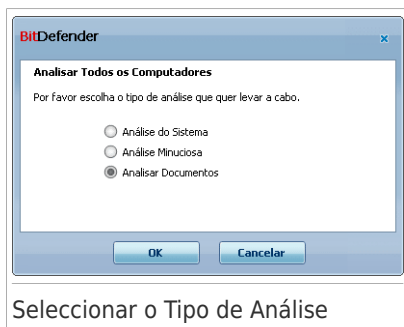 BitDefender
Analisar Todos os Computadores
Por favor escolha o tipo de análise que quer levar a cabo.
Análise do Sistema
Análise Minuciosa
Analisar Documentos
OK
Cancelar
Seleccionar o Tipo de Análise